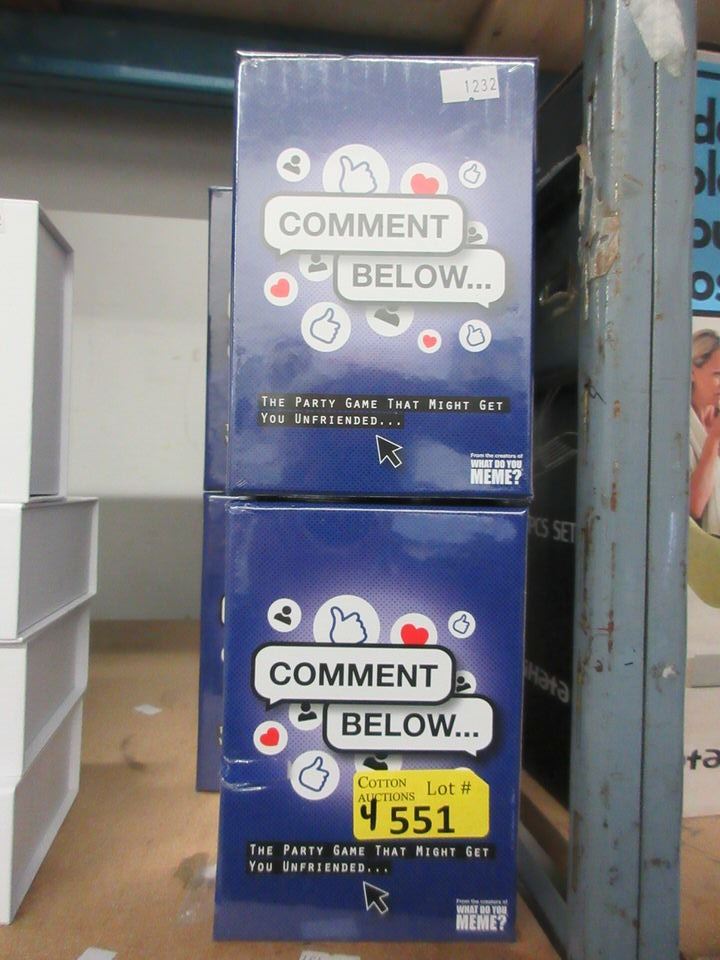 1232
COMMENT
BELOW...
THE PARTY GAME THAT MIGHT GET
YOU UNFRIENDED...
From the creators of
WHAT DO YOU
MEME?
PCS SET
COMMENT
BELOW...
COTTON
AUCTIONS
Lot #
4551
THE PARTY GAME THAT MIGHT GET
YOU UNFRIENDED...
From the creators of
WHAT DO YOU
MEME?